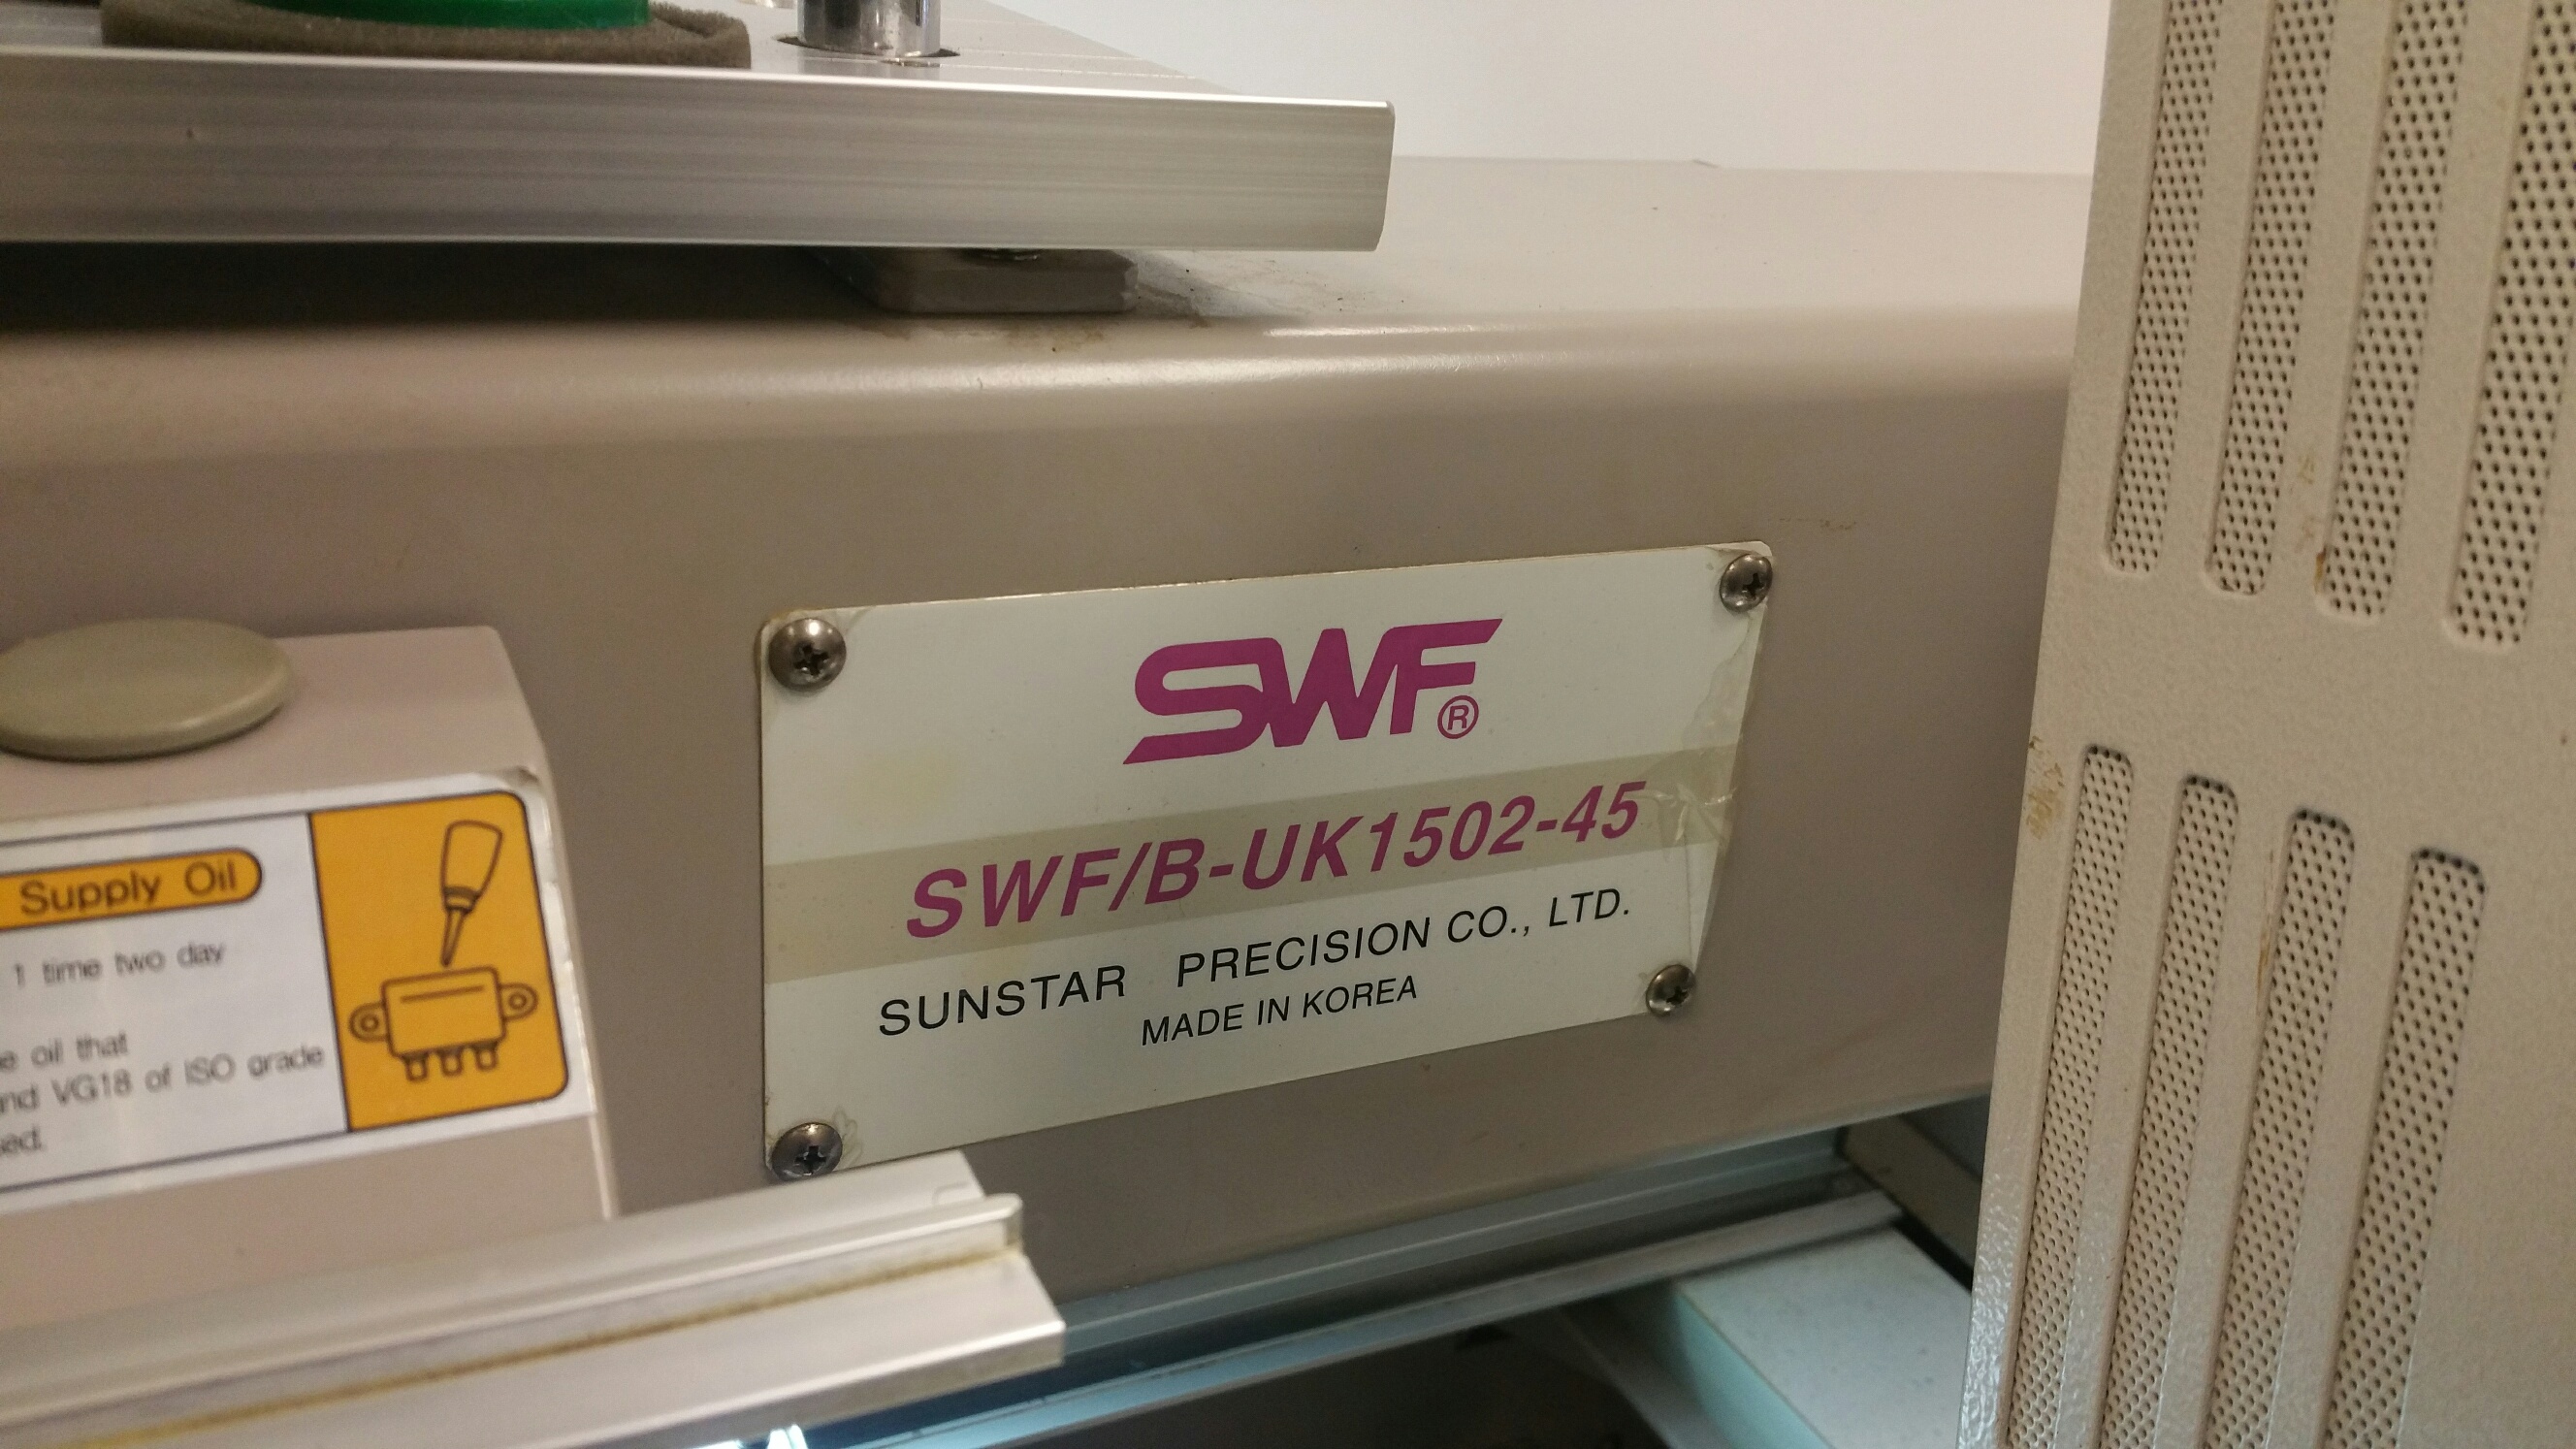 SWF®
SWF/B-UK1502-45
SUNSTAR PRECISION CO., LTD.
MADE IN KOREA
Supply Oil
1 time two day
oil that
VG18 of ISO grade